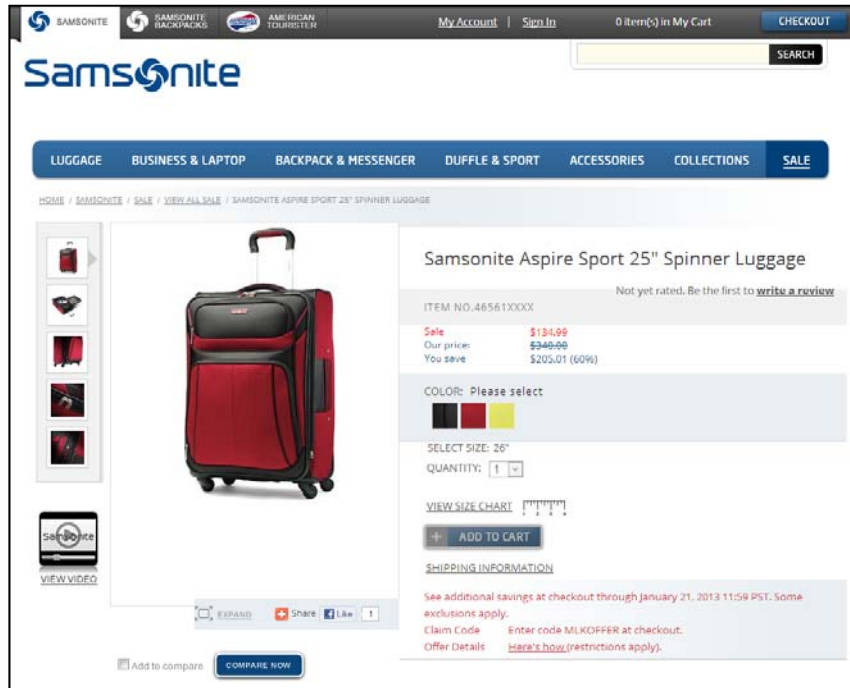 SAMSONITE
SAMSONITE
BACKPACKS
AMERICAN
TOURISTER
My Account | Sign In
0 item(s) in My Cart
CHECKOUT
SEARCH
Samsonite
LUGGAGE
BUSINESS & LAPTOP
BACKPACK & MESSENGER
DUFFLE & SPORT
ACCESSORIES
COLLECTIONS
SALE
HOME / SAMSONITE / SALE / VIEW ALL SALE / SAMSONITE ASPIRE SPORT 25" SPINNER LUGGAGE
Samsonite Aspire Sport 25" Spinner Luggage
Not yet rated. Be the first to write a review
ITEM NO.46561XXXX
Sale $134.99
Our price: $340.00
You save $205.01 (60%)
COLOR: Please select
SELECT SIZE: 26"
QUANTITY: 1
VIEW SIZE CHART
+ ADD TO CART
SHIPPING INFORMATION
See additional savings at checkout through January 21, 2013 11:59 PST. Some
exclusions apply.
Claim Code Enter code MLKOFFER at checkout.
Offer Details Here's how (restrictions apply).
Samsonite
VIEW VIDEO
EXPAND
Share
Like
1
Add to compare
COMPARE NOW